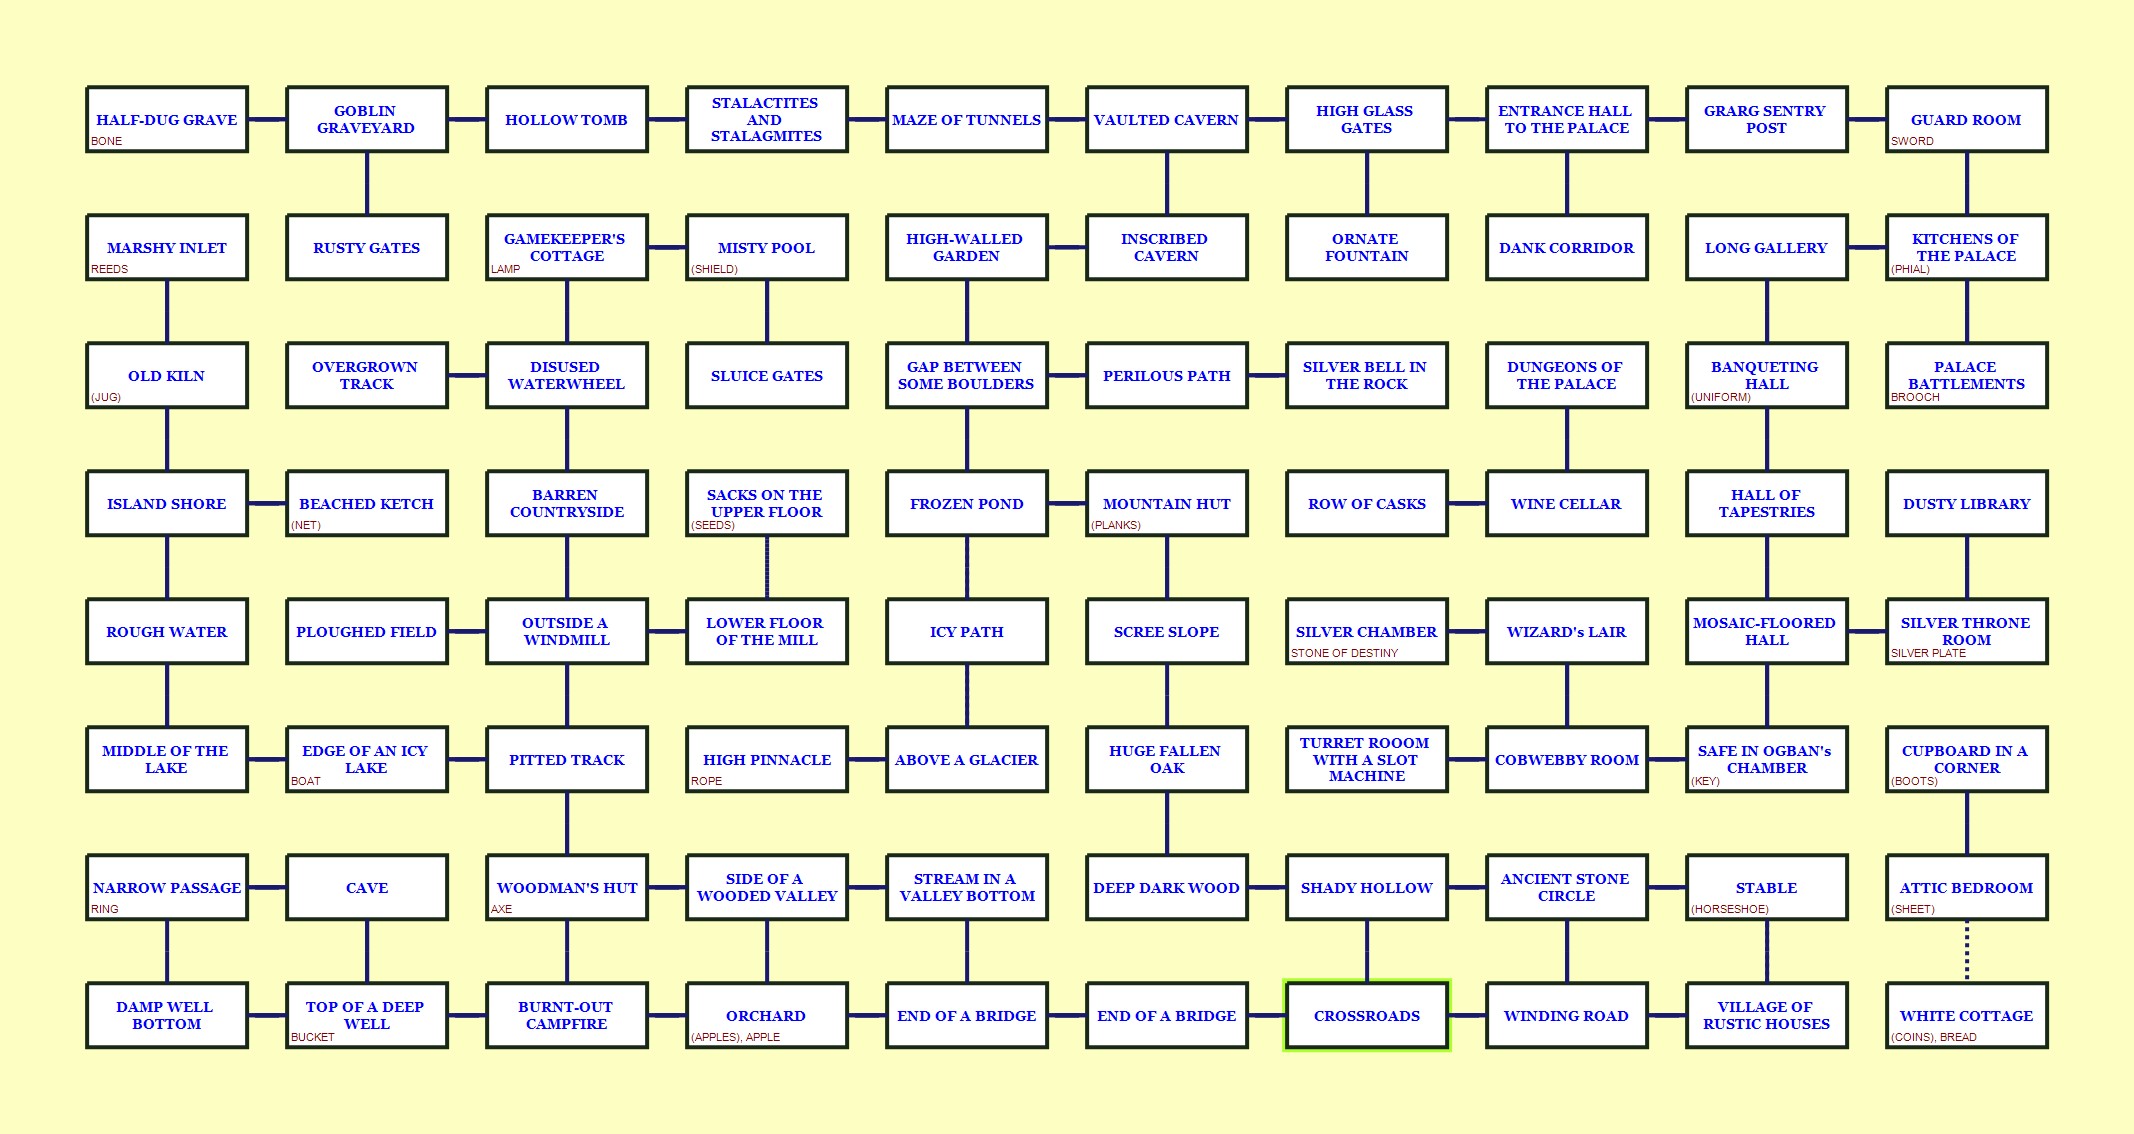 HALF-DUG GRAVE
BONE
GOBLIN
GRAVEYARD
HOLLOW TOMB
STALACTITES
AND
STALAGMITES
MAZE OF TUNNELS
VAULTED CAVERN
HIGH GLASS
GATES
ENTRANCE HALL
TO THE PALACE
GRARG SENTRY
POST
GUARD ROOM
SWORD
MARSHY INLET
REEDS
RUSTY GATES
GAMEKEEPER'S
COTTAGE
LAMP
MISTY POOL
(SHIELD)
HIGH-WALLED
GARDEN
INSCRIBED
CAVERN
ORNATE
FOUNTAIN
DANK CORRIDOR
LONG GALLERY
KITCHENS OF
THE PALACE
(PHIAL)
OLD KILN
(JUG)
OVERGROWN
TRACK
DISUSED
WATERWHEEL
SLUICE GATES
GAP BETWEEN
SOME BOULDERS
PERILOUS PATH
SILVER BELL IN
THE ROCK
DUNGEONS OF
THE PALACE
BANQUETING
HALL
(UNIFORM)
PALACE
BATTLEMENTS
BROOCH
ISLAND SHORE
BEACHED KETCH
(NET)
BARREN
COUNTRYSIDE
SACKS ON THE
UPPER FLOOR
(SEEDS)
FROZEN POND
MOUNTAIN HUT
(PLANKS)
ROW OF CASKS
WINE CELLAR
HALL OF
TAPESTRIES
DUSTY LIBRARY
ROUGH WATER
PLOUGHED FIELD
OUTSIDE A
WINDMILL
LOWER FLOOR
OF THE MILL
ICY PATH
SCREE SLOPE
SILVER CHAMBER
STONE OF DESTINY
WIZARD's LAIR
MOSAIC-FLOORED
HALL
SILVER THRONE
ROOM
SILVER PLATE
MIDDLE OF THE
LAKE
EDGE OF AN ICY
LAKE
BOAT
PITTED TRACK
HIGH PINNACLE
ROPE
ABOVE A GLACIER
HUGE FALLEN
OAK
TURRET ROOOM
WITH A SLOT
MACHINE
COBWEBBY ROOM
SAFE IN OGBAN's
CHAMBER
(KEY)
CUPBOARD IN A
CORNER
(BOOTS)
NARROW PASSAGE
RING
CAVE
WOODMAN'S HUT
AXE
SIDE OF A
WOODED VALLEY
STREAM IN A
VALLEY BOTTOM
DEEP DARK WOOD
SHADY HOLLOW
ANCIENT STONE
CIRCLE
STABLE
(HORSESHOE)
ATTIC BEDROOM
(SHEET)
DAMP WELL
BOTTOM
TOP OF A DEEP
WELL
BUCKET
BURNT-OUT
CAMPFIRE
ORCHARD
(APPLES), APPLE
END OF A BRIDGE
END OF A BRIDGE
CROSSROADS
WINDING ROAD
VILLAGE OF
RUSTIC HOUSES
WHITE COTTAGE
(COINS), BREAD